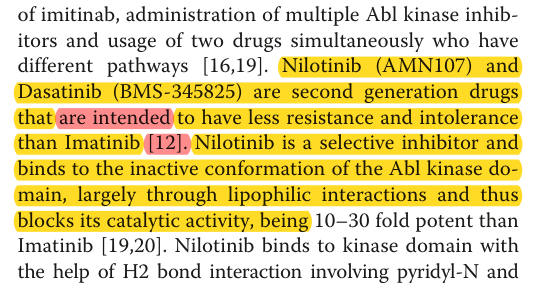 of imitinab, administration of multiple Abl kinase inhib-
itors and usage of two drugs simultaneously who have
different pathways [16,19]. Nilotinib (AMN107) and
Dasatinib (BMS-345825) are second generation drugs
that are intended to have less resistance and intolerance
than Imatinib [12]. Nilotinib is a selective inhibitor and
binds to the inactive conformation of the Abl kinase do-
main, largely through lipophilic interactions and thus
blocks its catalytic activity, being 10–30 fold potent than
Imatinib [19,20]. Nilotinib binds to kinase domain with
the help of H2 bond interaction involving pyridyl-N and